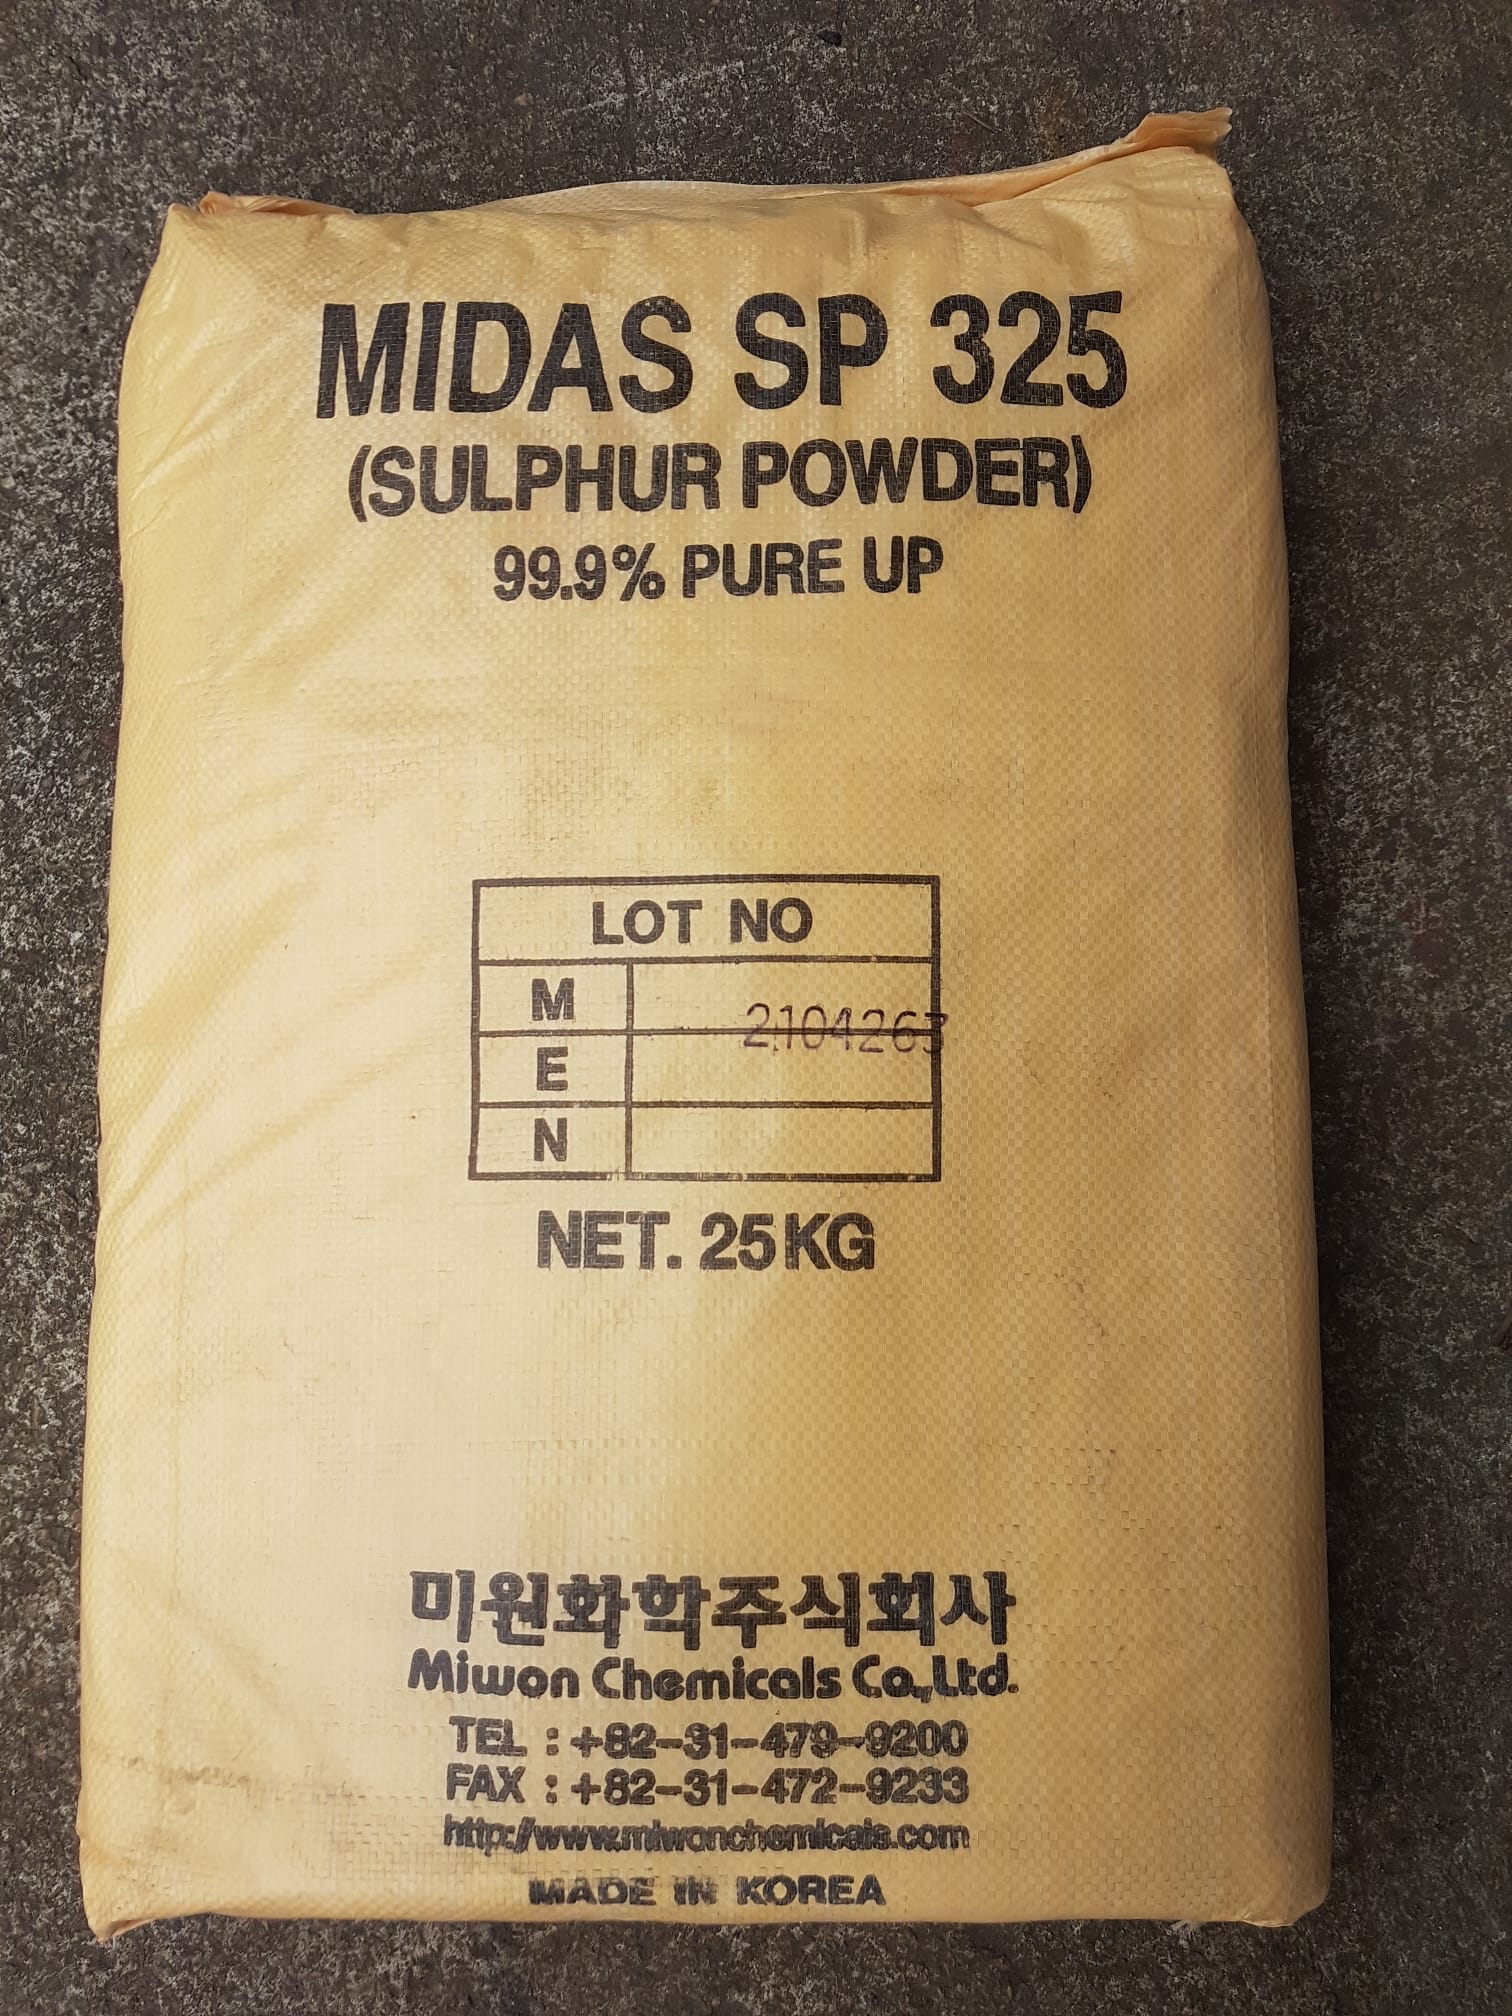 MIDAS SP 325
(SULPHUR POWDER)
99.9% PURE UP
LOT NO
M
2104263
E
N
NET. 25KG
미원화학주식회사
Miwon Chemicals Co.,Ltd.
TEL : +82-31-479-9200
FAX : +82-31-472-9233
http://www.miwonchemicals.com
MADE IN KOREA